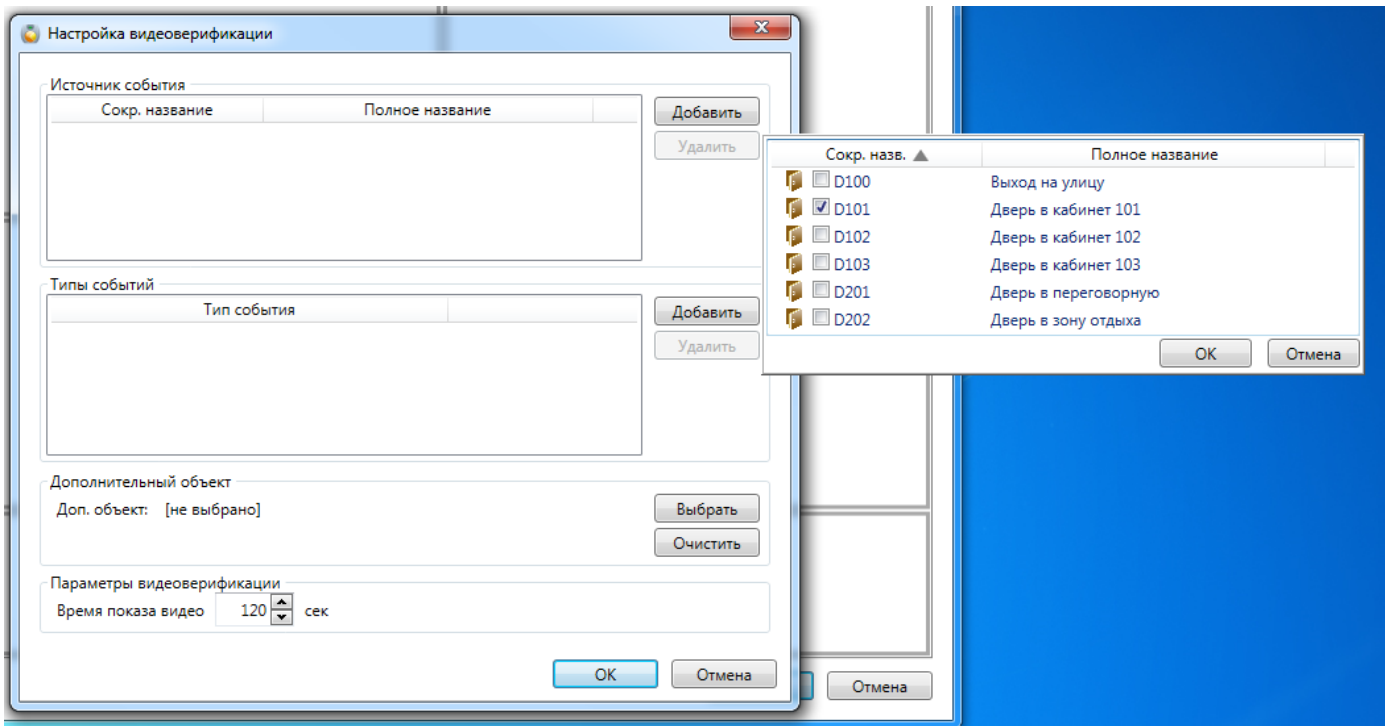 Настройка видеоверификации
Источник события
Сокр. название Полное название
Добавить
Удалить
Сокр. назв. Полное название
D100 Выход на улицу
D101 Дверь в кабинет 101
D102 Дверь в кабинет 102
D103 Дверь в кабинет 103
D201 Дверь в переговорную
D202 Дверь в зону отдыха
OK Отмена
Типы событий
Тип события
Добавить
Удалить
Дополнительный объект
Доп. объект: [не выбрано]
Выбрать
Очистить
Параметры видеоверификации
Время показа видео 120 сек
OK Отмена
Отмена